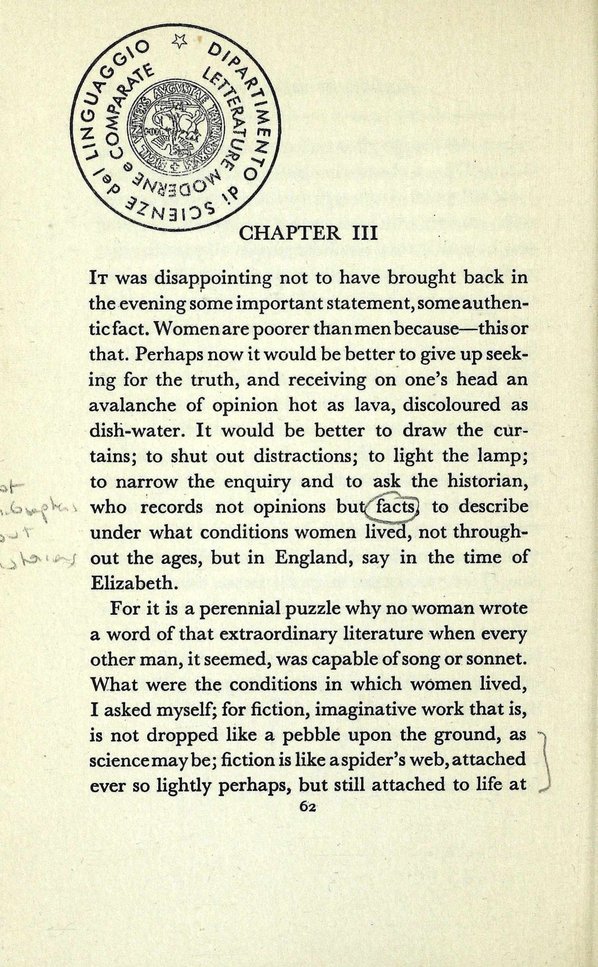 DIPARTIMENTO di SCIENZE del LINGUAGGIO
LETTERATURE MODERNE e COMPARATE
CHAPTER III
IT was disappointing not to have brought back in
the evening some important statement, some authen-
tic fact. Women are poorer than men because—this or
that. Perhaps now it would be better to give up seek-
ing for the truth, and receiving on one's head an
avalanche of opinion hot as lava, discoloured as
dish-water. It would be better to draw the cur-
tains; to shut out distractions; to light the lamp;
to narrow the enquiry and to ask the historian,
who records not opinions but facts, to describe
under what conditions women lived, not through-
out the ages, but in England, say in the time of
Elizabeth.
For it is a perennial puzzle why no woman wrote
a word of that extraordinary literature when every
other man, it seemed, was capable of song or sonnet.
What were the conditions in which women lived,
I asked myself; for fiction, imaginative work that is,
is not dropped like a pebble upon the ground, as
science may be; fiction is like a spider's web, attached
ever so lightly perhaps, but still attached to life at
62